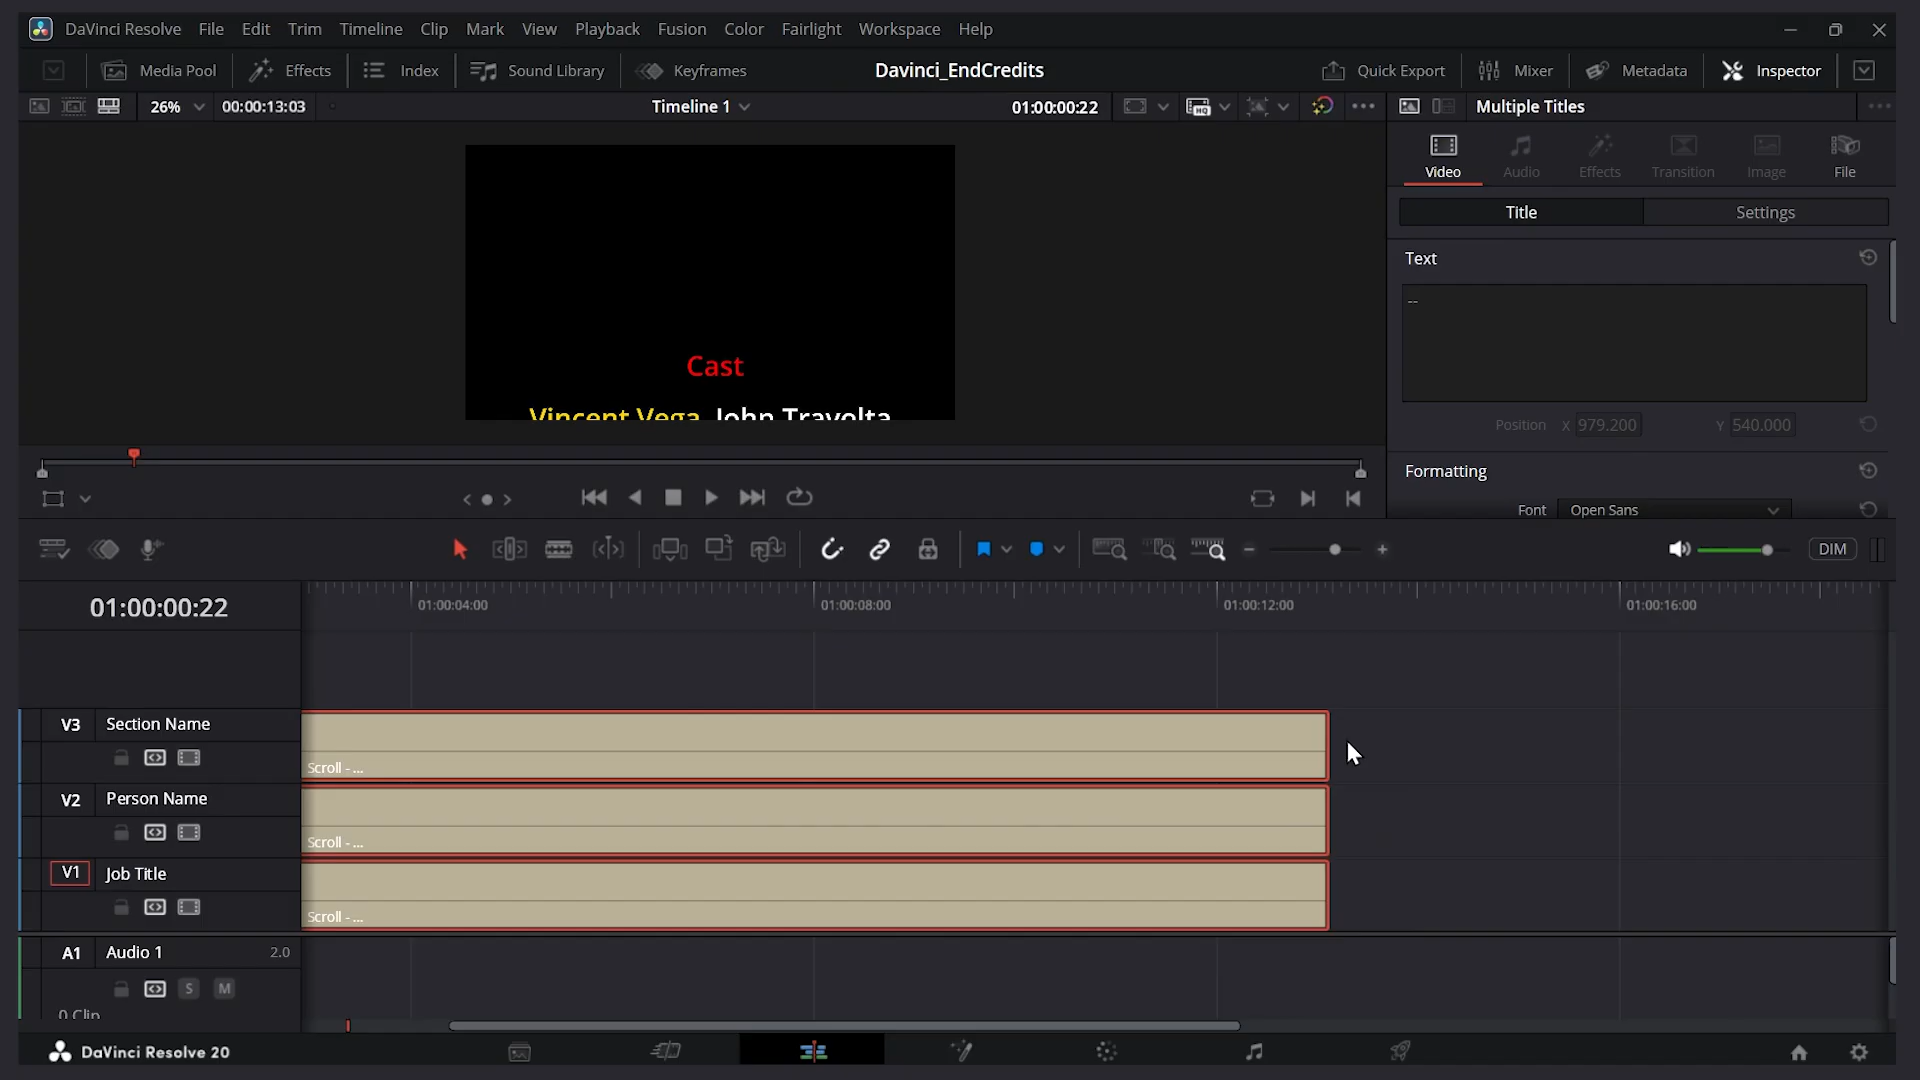 DaVinci Resolve File Edit Trim Timeline Clip Mark View Playback Fusion Color Fairlight Workspace Help
Media Pool Effects Index Sound Library Keyframes Davinci_EndCredits Quick Export Mixer Metadata Inspector
26% 00:00:13:03 Timeline 1 01:00:00:22 HQ Multiple Titles
Video Audio Effects Transition Image File
Title Settings
Text
--
Cast
Vincent Vega John Travolta
Position X 979.200 Y 540.000
Formatting
Font Open Sans
DIM
01:00:00:22
01:00:04:00 01:00:08:00 01:00:12:00 01:00:16:00
V3 Section Name
Scroll - ...
V2 Person Name
Scroll - ...
V1 Job Title
Scroll - ...
A1 Audio 1 2.0
S M
0 Clip
DaVinci Resolve 20